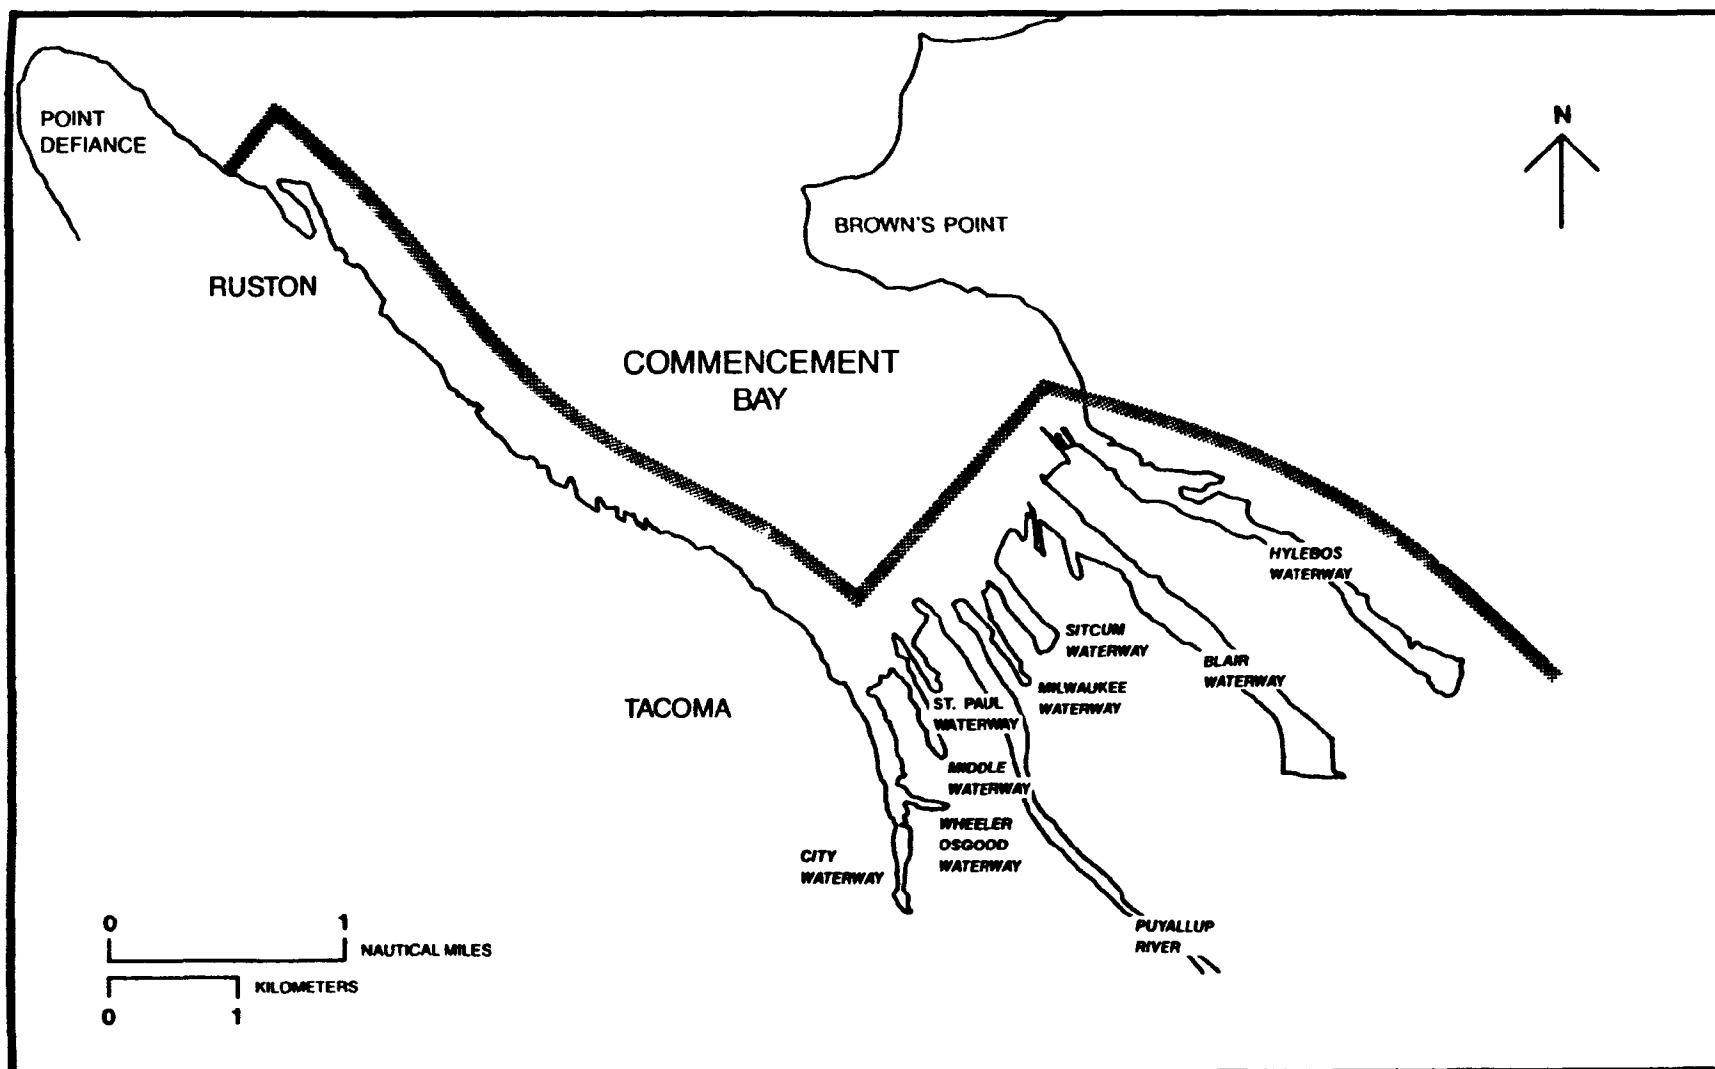 POINT
DEFIANCE
N
BROWN'S POINT
RUSTON
COMMENCEMENT
BAY
HYLEBOS
WATERWAY
SITCUM
WATERWAY
BLAIR
WATERWAY
MILWAUKEE
WATERWAY
ST. PAUL
WATERWAY
TACOMA
MIDDLE
WATERWAY
WHEELER
OSGOOD
WATERWAY
CITY
WATERWAY
PUYALLUP
RIVER
0 1
NAUTICAL MILES
KILOMETERS
0 1